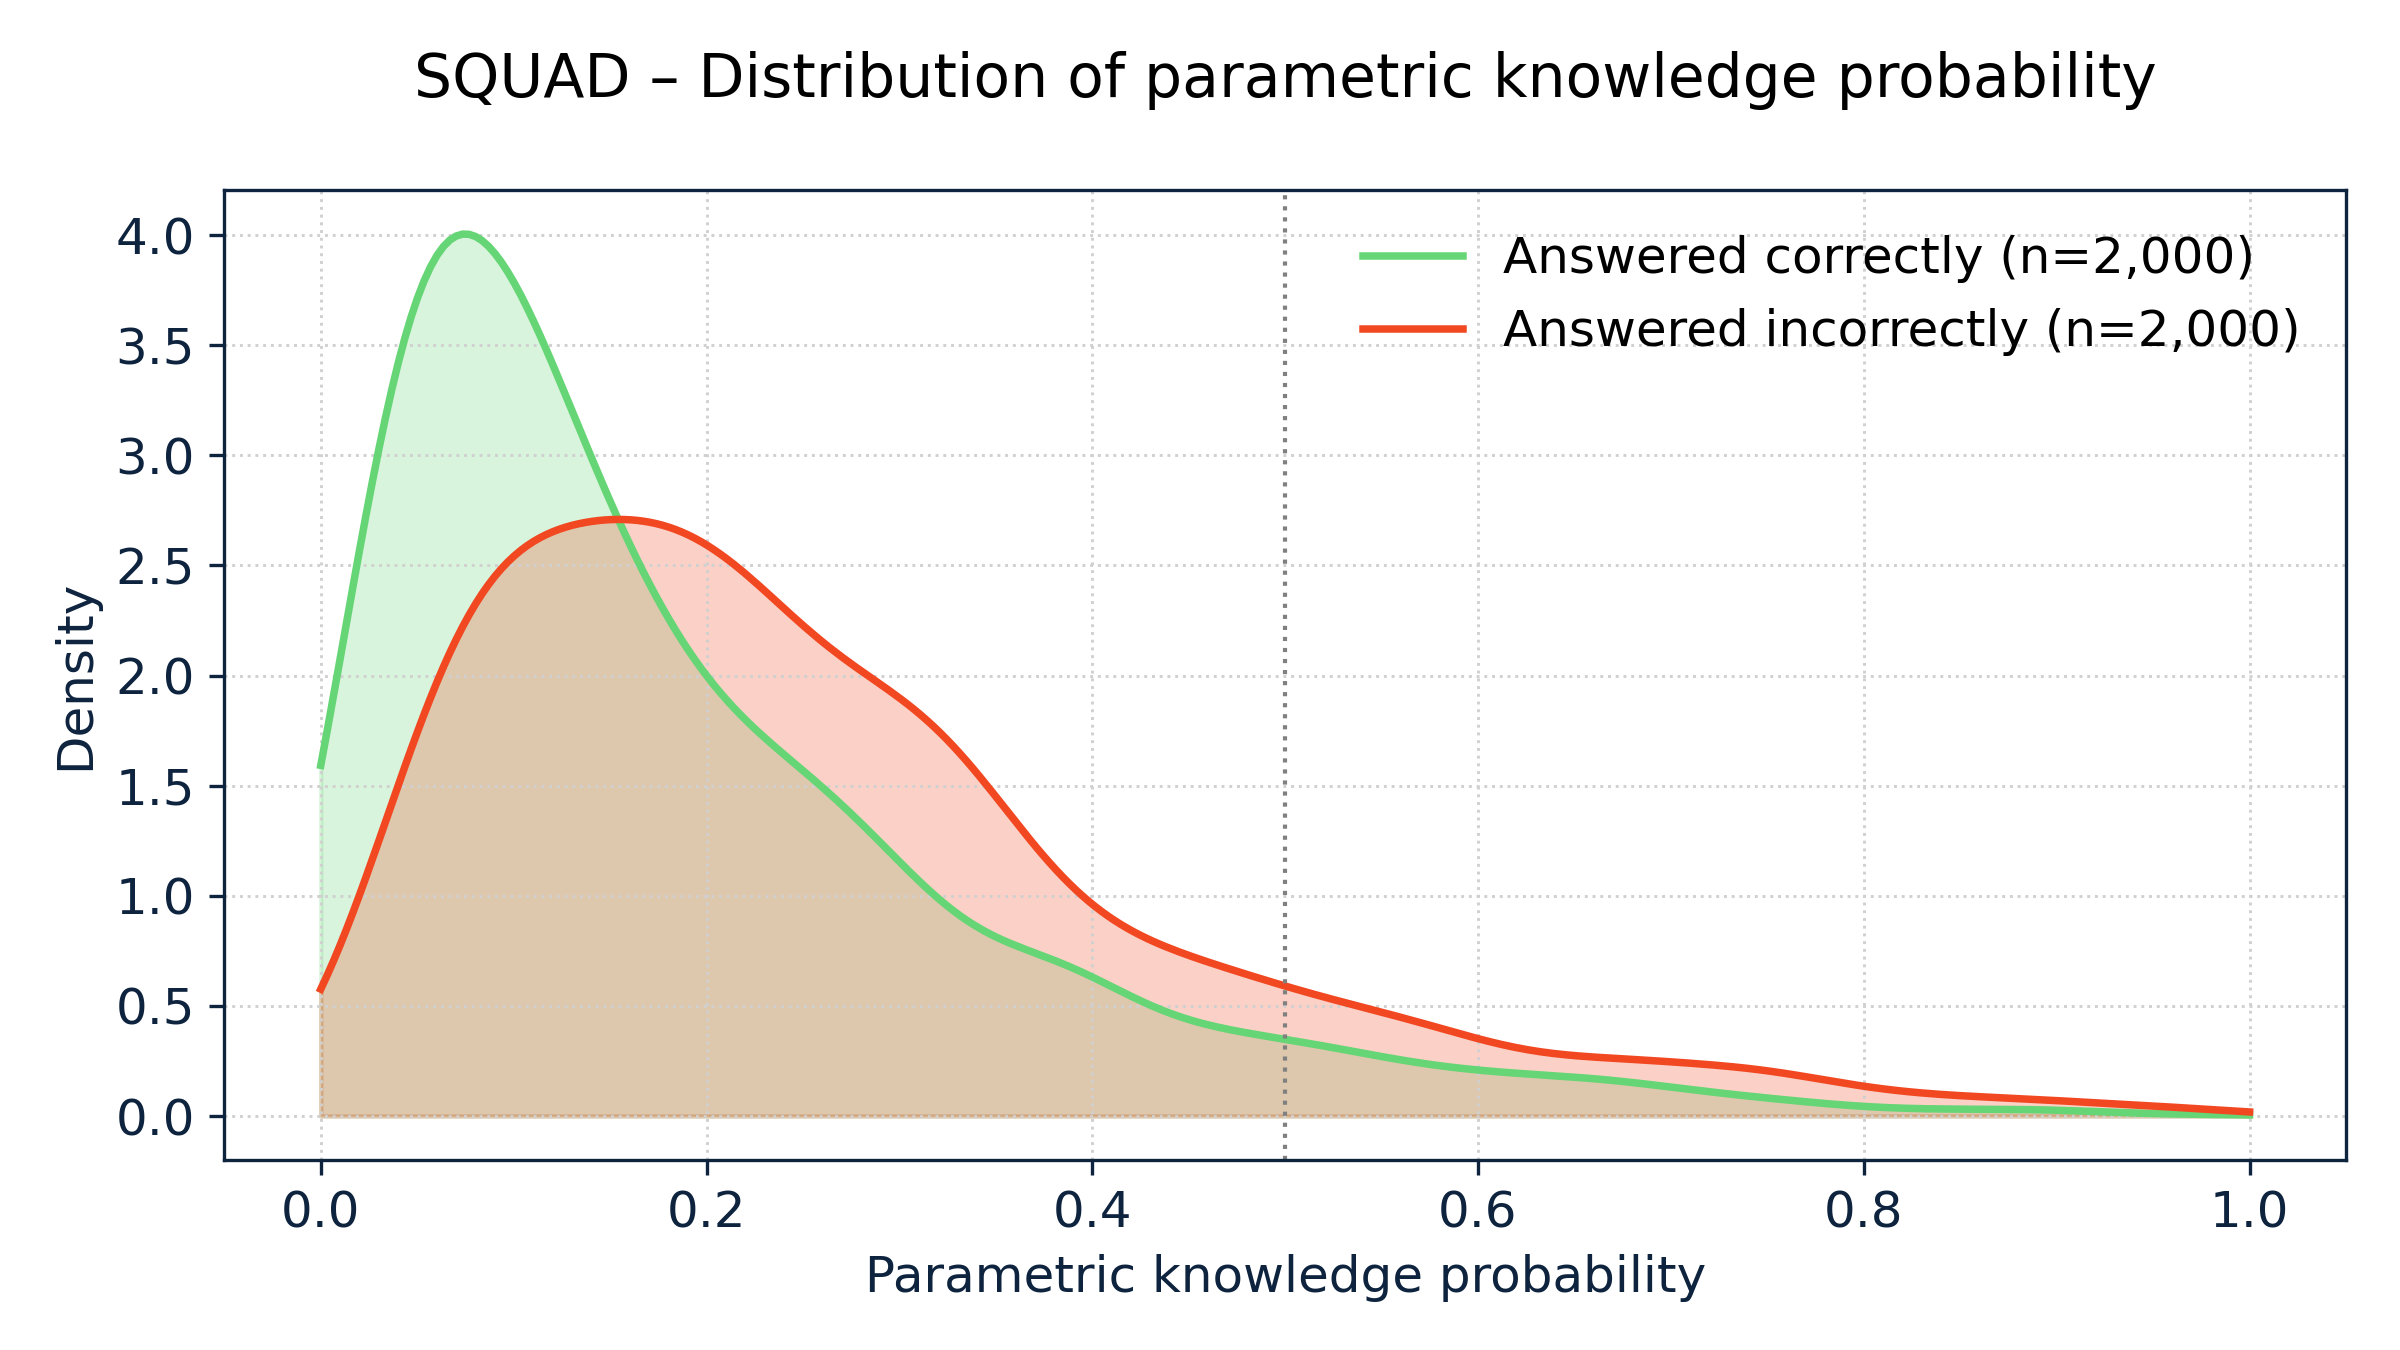 SQUAD – Distribution of parametric knowledge probability
Answered correctly (n=2,000)
Answered incorrectly (n=2,000)
Density
4.0
3.5
3.0
2.5
2.0
1.5
1.0
0.5
0.0
0.0 0.2 0.4 0.6 0.8 1.0
Parametric knowledge probability